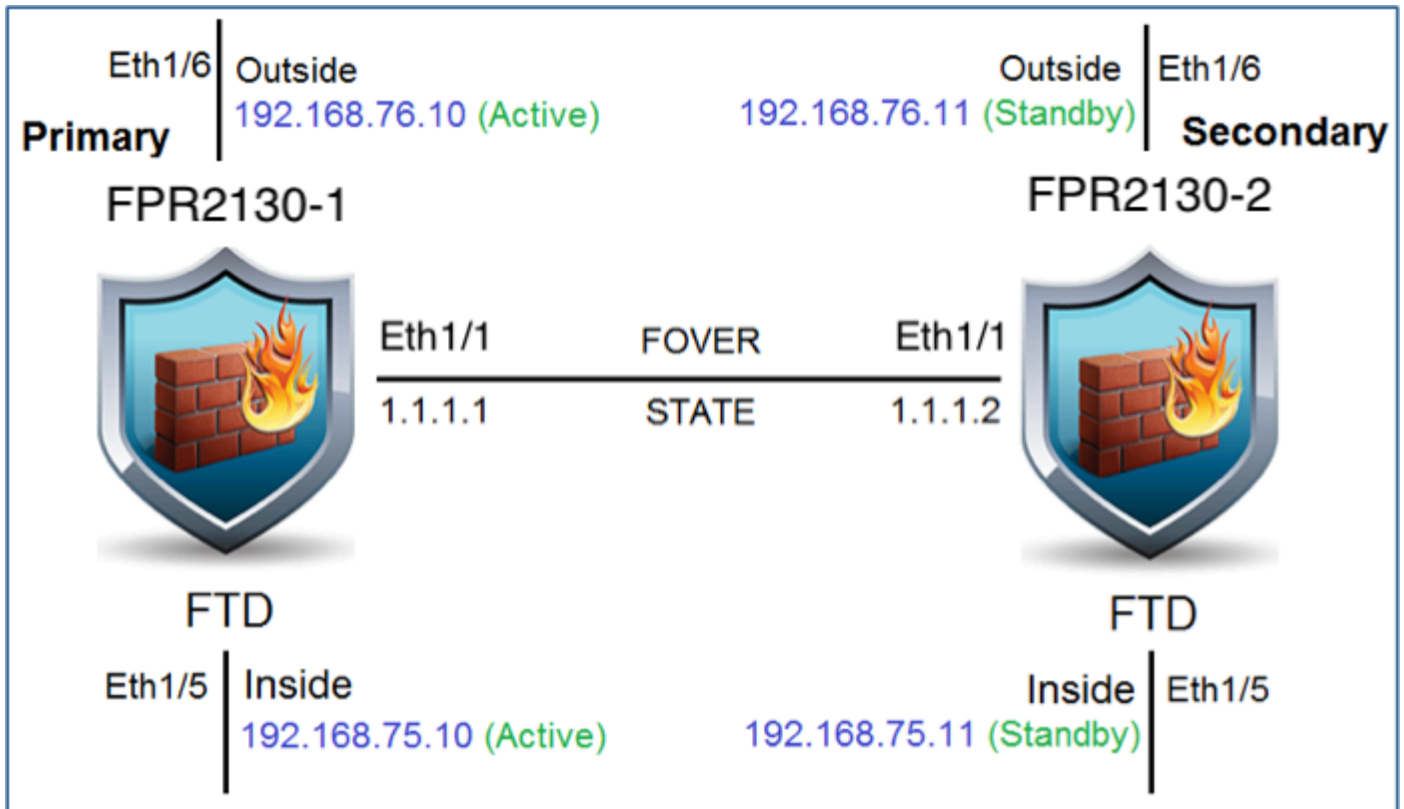 Eth1/6 Outside
192.168.76.10 (Active)
Primary
FPR2130-1
Outside Eth1/6
192.168.76.11 (Standby)
Secondary
FPR2130-2
Eth1/1 FOVER Eth1/1
1.1.1.1 STATE 1.1.1.2
FTD
Eth1/5 Inside
192.168.75.10 (Active)
FTD
Inside Eth1/5
192.168.75.11 (Standby)